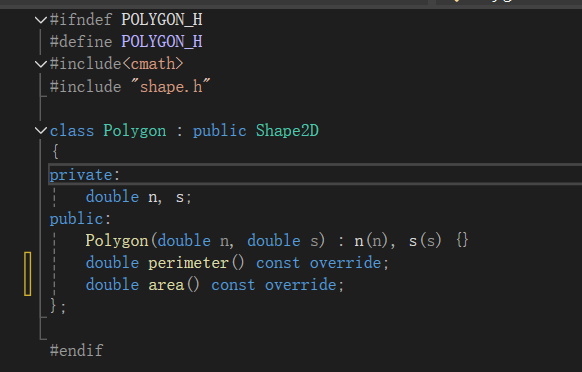 #ifndef POLYGON_H
#define POLYGON_H
#include<cmath>
#include "shape.h"
class Polygon : public Shape2D
{
private:
double n, s;
public:
Polygon(double n, double s) : n(n), s(s) {}
double perimeter() const override;
double area() const override;
};
#endif